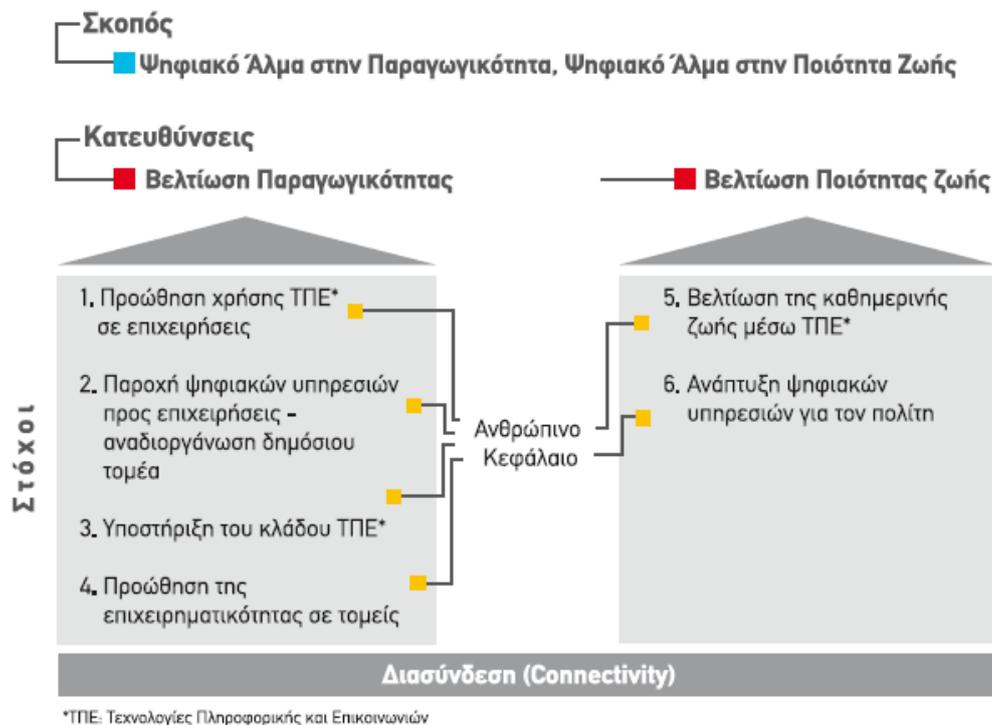 Σκοπός
Ψηφιακό Άλμα στην Παραγωγικότητα, Ψηφιακό Άλμα στην Ποιότητα Ζωής
Κατευθύνσεις
Βελτίωση Παραγωγικότητας
Βελτίωση Ποιότητας ζωής
Στόχοι
1. Προώθηση χρήσης ΤΠΕ*
σε επιχειρήσεις
2. Παροχή ψηφιακών υπηρεσιών
προς επιχειρήσεις –
αναδιοργάνωση δημόσιου
τομέα
3. Υποστήριξη του κλάδου ΤΠΕ*
4. Προώθηση της
επιχειρηματικότητας σε τομείς
Ανθρώπινο
Κεφάλαιο
5. Βελτίωση της καθημερινής
ζωής μέσω ΤΠΕ*
6. Ανάπτυξη ψηφιακών
υπηρεσιών για τον πολίτη
Διασύνδεση (Connectivity)
*ΤΠΕ: Τεχνολογίες Πληροφορικής και Επικοινωνιών